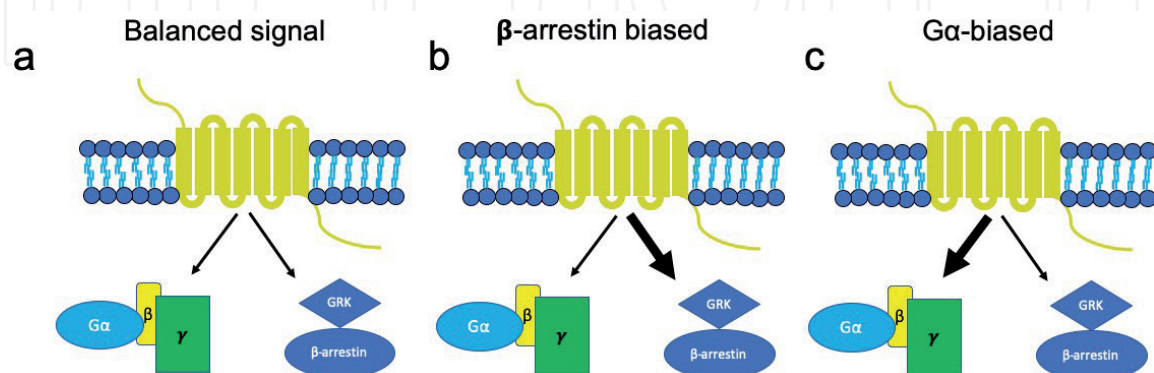 Balanced signal
β-arrestin biased
Gα-biased
a
b
c
Gα
β
γ
GRK
β-arrestin
Gα
β
γ
GRK
β-arrestin
Gα
β
γ
GRK
β-arrestin